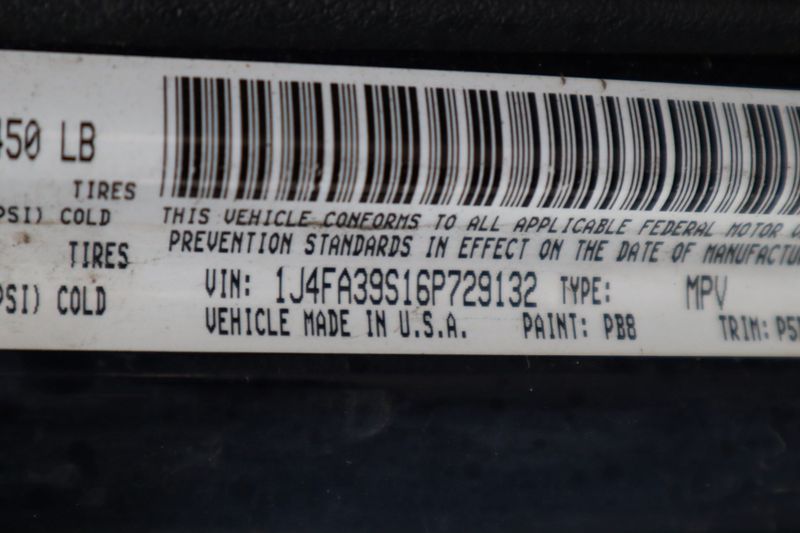 450 LB
TIRES
PSI) COLD
TIRES
PSI) COLD
THIS VEHICLE CONFORMS TO ALL APPLICABLE FEDERAL MOTOR V
PREVENTION STANDARDS IN EFFECT ON THE DATE OF MANUFACTU
VIN: 1J4FA39S16P729132 TYPE: MPV
VEHICLE MADE IN U.S.A. PAINT: PB8 TRIM: P5